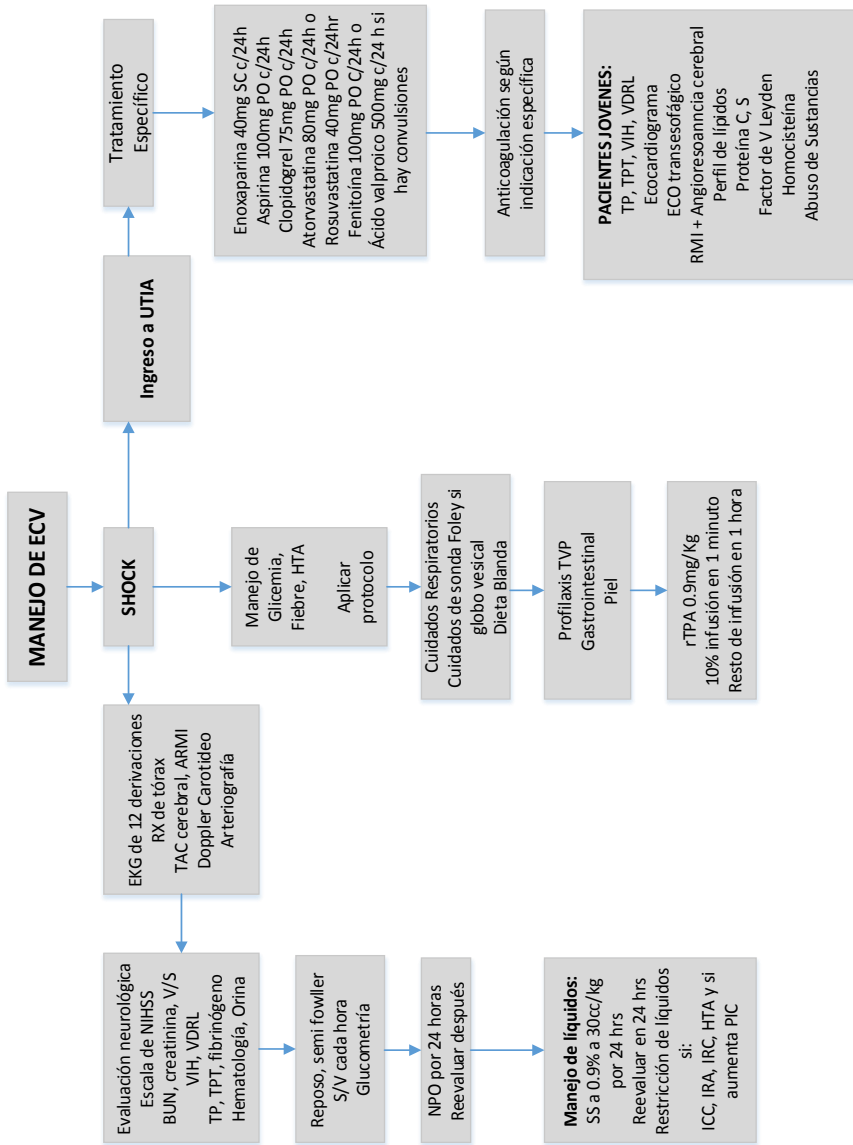 MANEJO DE ECV
SHOCK
EKG de 12 derivaciones
RX de tórax
TAC cerebral, ARMI
Doppler Carotideo
Arteriografía
Evaluación neurológica
Escala de NIHSS
BUN, creatinina, V/S
VIH, VDRL
TP, TPT, fibrinógeno
Hematología, Orina
Reposo, semi fowller
S/V cada hora
Glucometría
NPO por 24 horas
Reevaluar después
Manejo de líquidos:
SS a 0.9% a 30cc/kg
por 24 hrs
Reevaluar en 24 hrs
Restricción de líquidos
si:
ICC, IRA, IRC, HTA y si
aumenta PIC
Manejo de
Glicemia,
Fiebre, HTA
Aplicar
protocolo
Cuidados Respiratorios
Cuidados de sonda Foley si
globo vesical
Dieta Blanda
Profilaxis TVP
Gastrointestinal
Piel
rTPA 0.9mg/Kg
10% infusión en 1 minuto
Resto de infusión en 1 hora
Ingreso a UTIA
Tratamiento
Específico
Enoxaparina 40mg SC c/24h
Aspirina 100mg PO c/24h
Clopidogrel 75mg PO c/24h
Atorvastatina 80mg PO c/24h o
Rosuvastatina 40mg PO c/24hr
Fenitoína 100mg PO C/24h o
Ácido valproico 500mg c/24 h si
hay convulsiones
Anticoagulación según
indicación específica
PACIENTES JOVENES:
TP, TPT, VIH, VDRL
Ecocardiograma
ECO transesofágico
RMI + Angioresoanncia cerebral
Perfil de lípidos
Proteína C, S
Factor de V Leyden
Homocisteína
Abuso de Sustancias